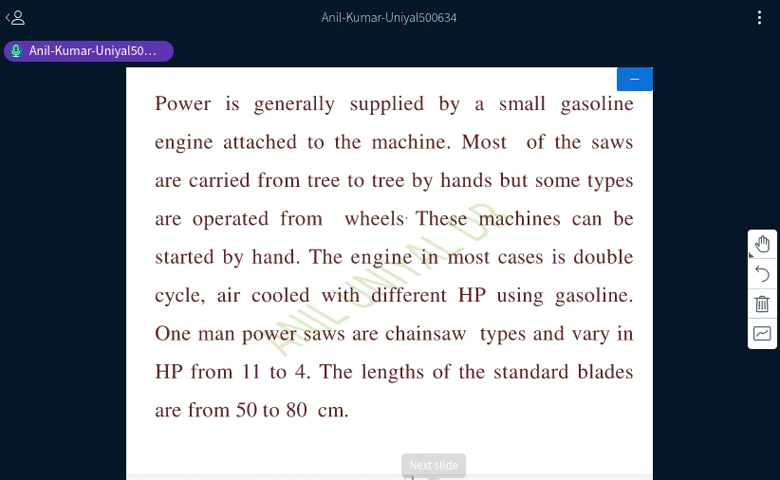 Anil-Kumar-Uniyal500634
Anil-Kumar-Uniyal50...
Power is generally supplied by a small gasoline
engine attached to the machine. Most of the saws
are carried from tree to tree by hands but some types
are operated from wheels. These machines can be
started by hand. The engine in most cases is double
cycle, air cooled with different HP using gasoline.
One man power saws are chainsaw types and vary in
HP from 11 to 4. The lengths of the standard blades
are from 50 to 80 cm.
ANIL UNIYAL DR
Next slide